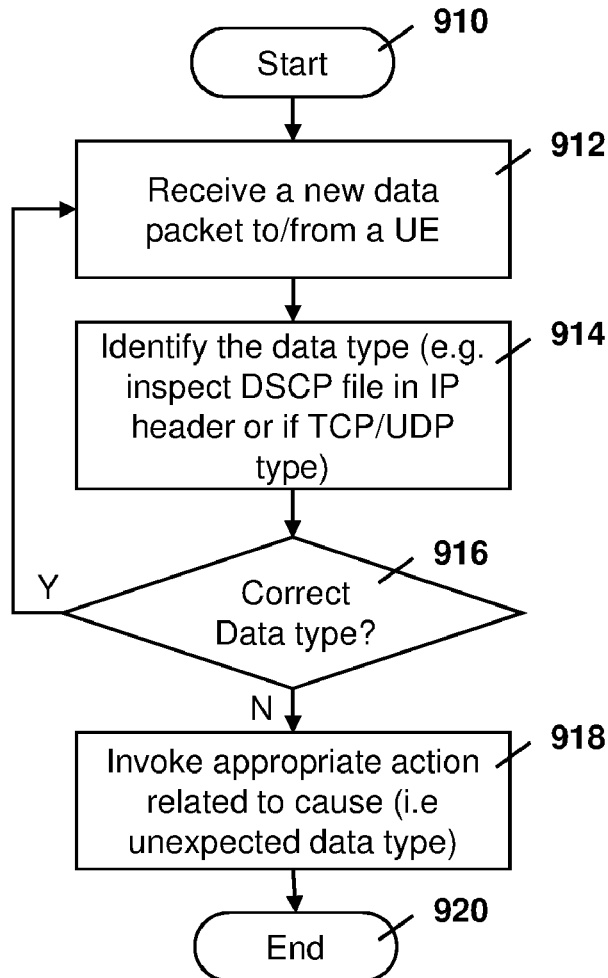 910
Start
912
Receive a new data
packet to/from a UE
914
Identify the data type (e.g.
inspect DSCP file in IP
header or if TCP/UDP
type)
916
Y
Correct
Data type?
N
918
Invoke appropriate action
related to cause (i.e
unexpected data type)
920
End